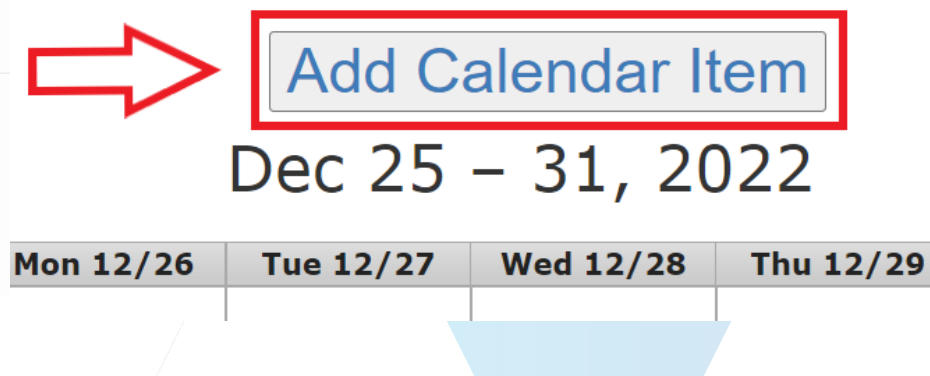 Add Calendar Item
Dec 25 – 31, 2022
Mon 12/26 Tue 12/27 Wed 12/28 Thu 12/29